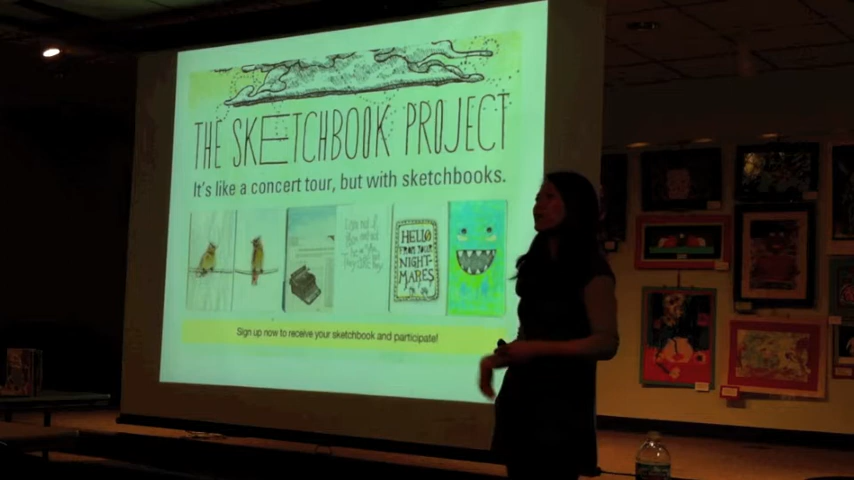 THE SKETCHBOOK PROJECT
It's like a concert tour, but with sketchbooks.
HELLO
FROM YOUR
NIGHT-
MARES
Sign up now to receive your sketchbook and participate!